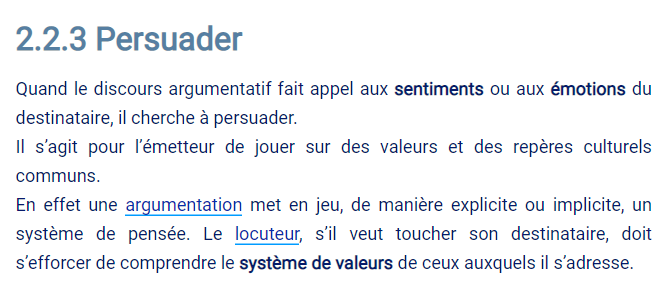 2.2.3 Persuader
Quand le discours argumentatif fait appel aux sentiments ou aux émotions du
destinataire, il cherche à persuader.
Il s’agit pour l’émetteur de jouer sur des valeurs et des repères culturels
communs.
En effet une argumentation met en jeu, de manière explicite ou implicite, un
système de pensée. Le locuteur, s’il veut toucher son destinataire, doit
s’efforcer de comprendre le système de valeurs de ceux auxquels il s’adresse.